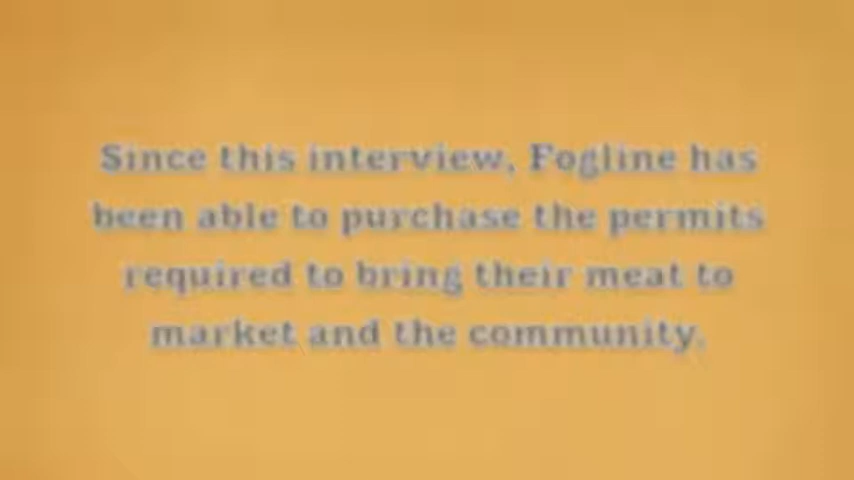 Since this interview, Fogline has
been able to purchase the permits
required to bring their meat to
market and the community.